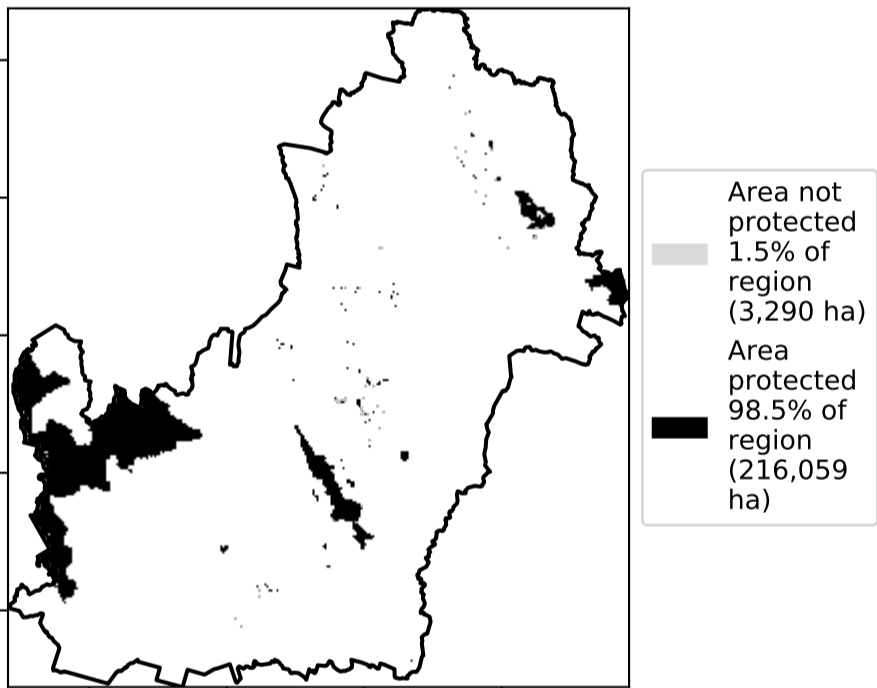 Area not
protected
1.5% of
region
(3,290 ha)
Area
protected
98.5% of
region
(216,059
ha)